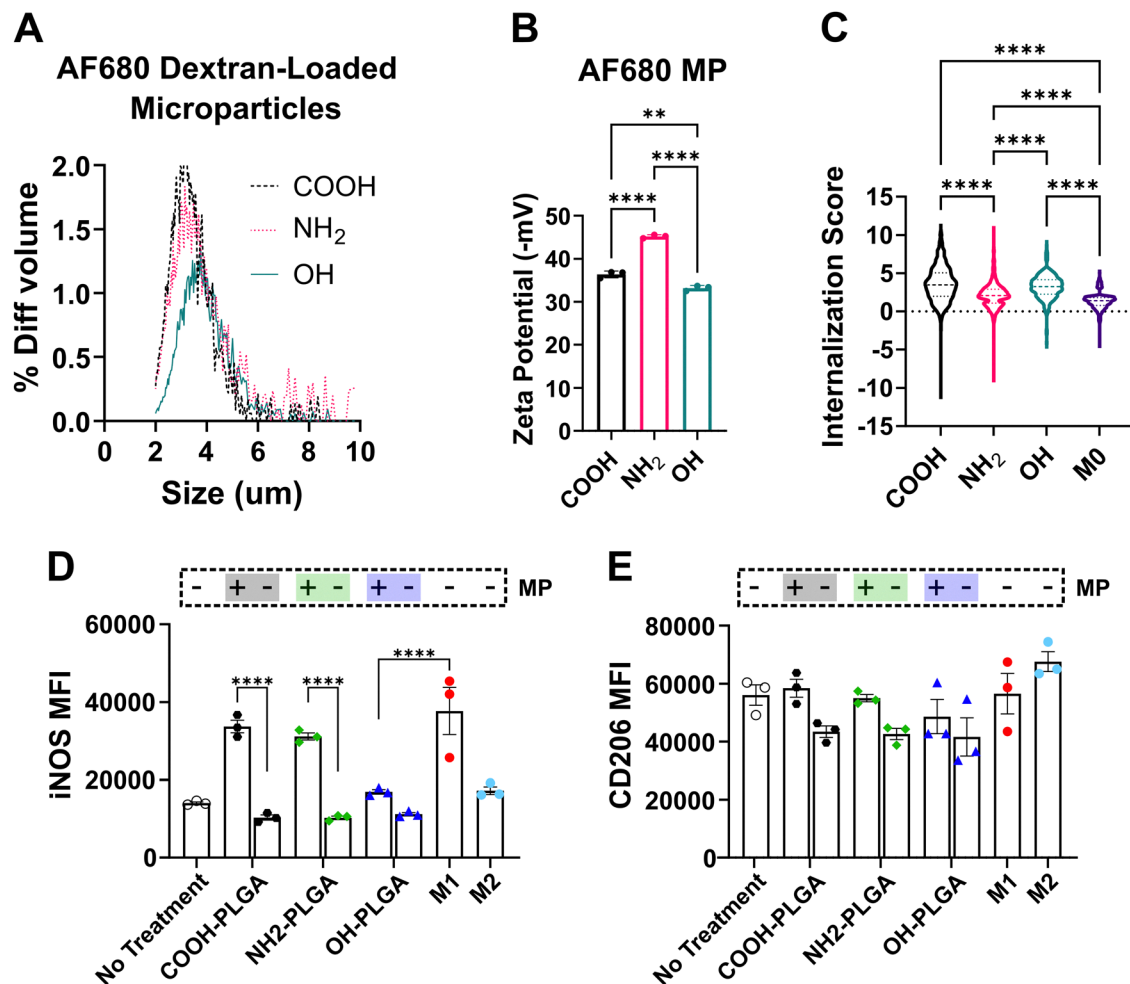 A
AF680 Dextran-Loaded
Microparticles
% Diff volume
2.0
1.5
1.0
0.5
0.0
COOH
NH₂
OH
0 2 4 6 8 10
Size (um)
B
AF680 MP
**
****
****
Zeta Potential (-mV)
50
40
30
20
10
0
COOH NH₂ OH
C
****
****
****
**** ****
Internalization Score
15
10
5
0
-5
-10
-15
COOH NH₂ OH M0
D
- + - + - + - - - MP
iNOS MFI
60000
40000
20000
0
**** **** ****
No Treatment COOH-PLGA NH2-PLGA OH-PLGA M1 M2
E
- + - + - + - - - MP
CD206 MFI
80000
60000
40000
20000
0
No Treatment COOH-PLGA NH2-PLGA OH-PLGA M1 M2